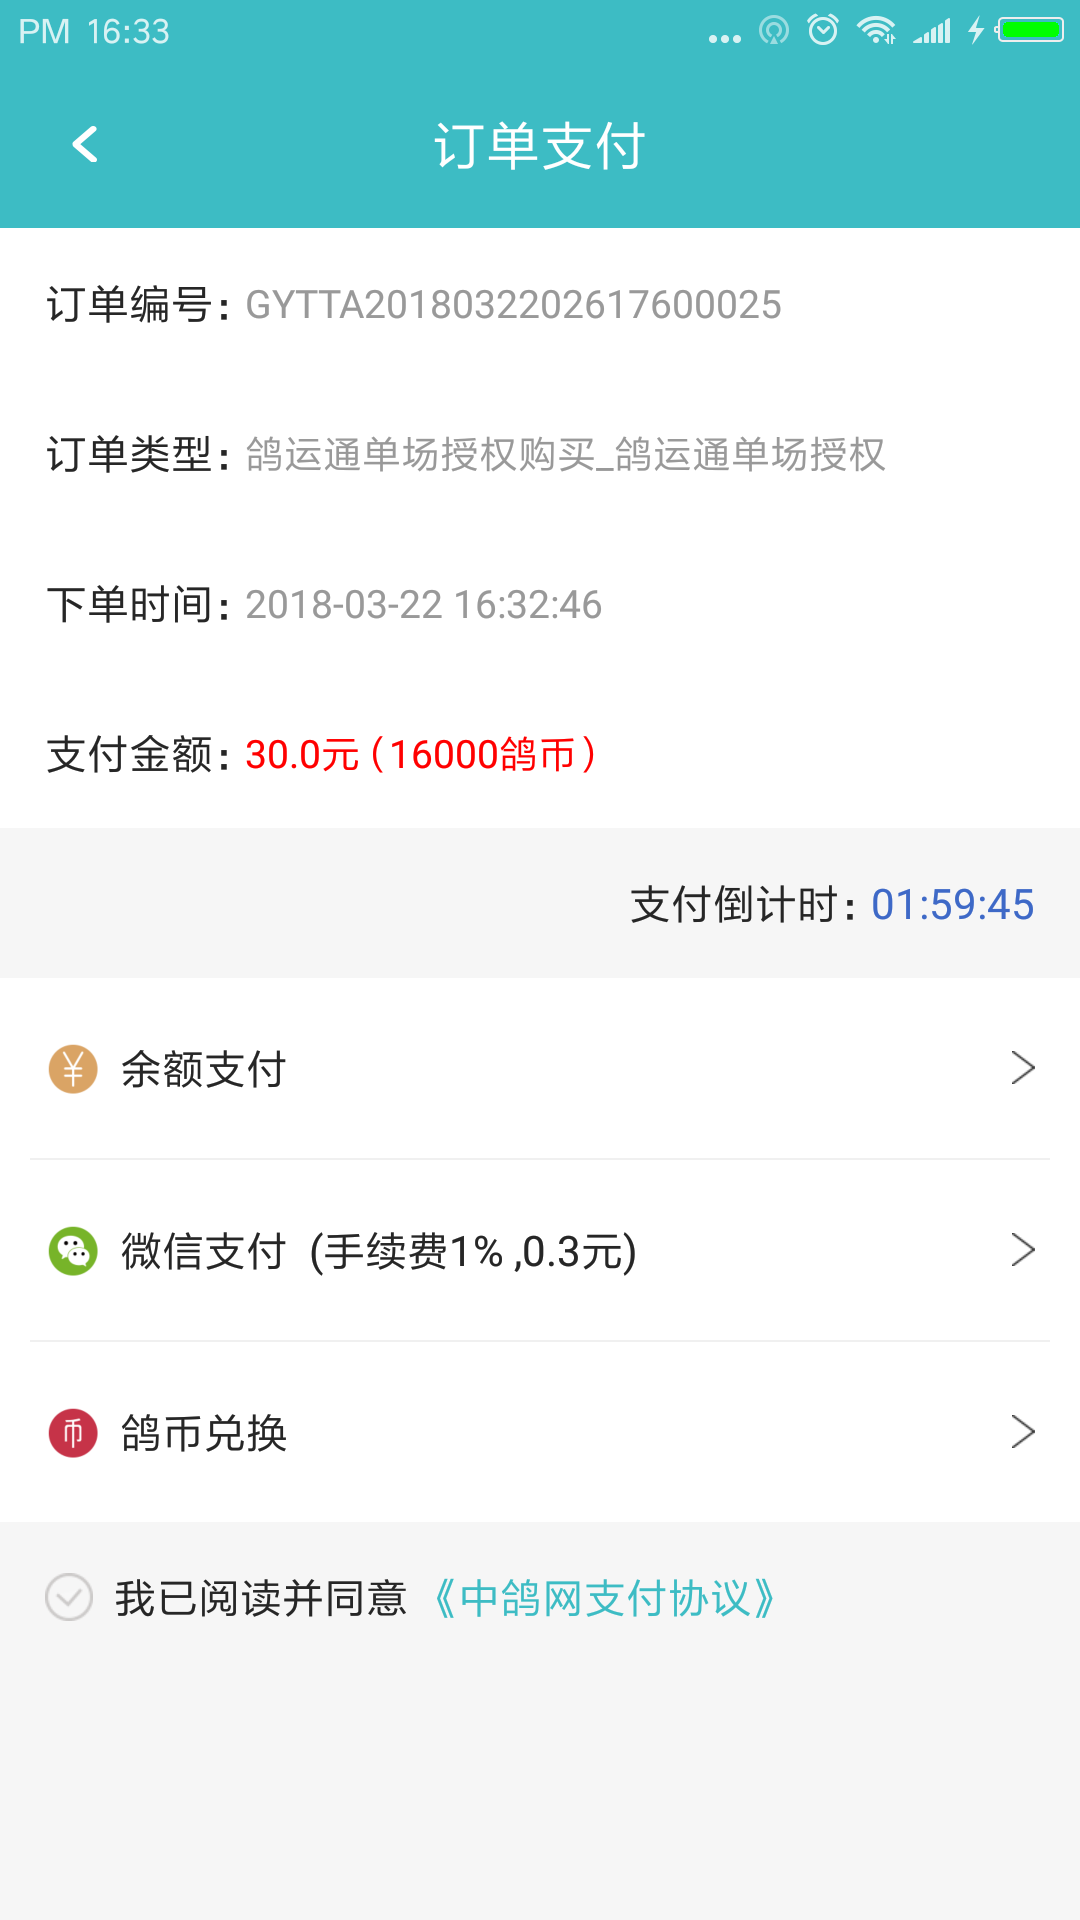 PM 16:33
订单支付
订单编号: GYTTA2018032202617600025
订单类型: 鸽运通单场授权购买_鸽运通单场授权
下单时间: 2018-03-22 16:32:46
支付金额: 30.0元 (16000鸽币)
支付倒计时: 01:59:45
余额支付
微信支付 (手续费1% ,0.3元)
币 鸽币兑换
我已阅读并同意 《中鸽网支付协议》